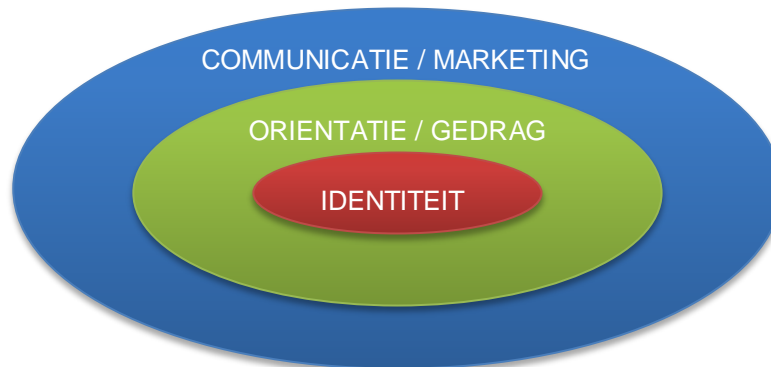 COMMUNICATIE / MARKETING
ORIENTATIE / GEDRAG
IDENTITEIT